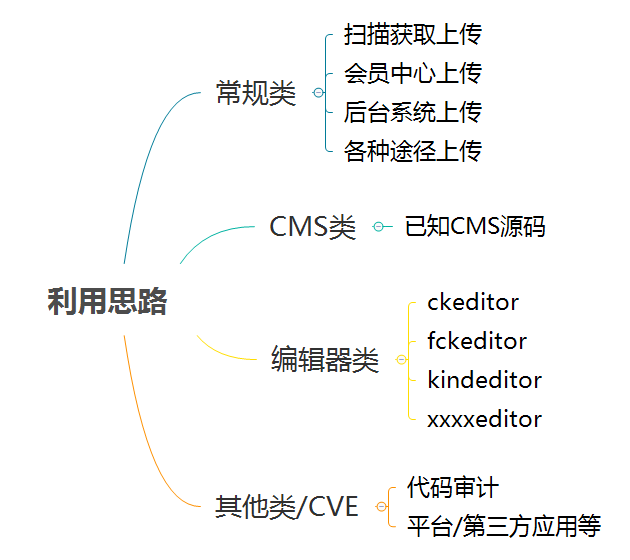 利用思路
常规类
扫描获取上传
会员中心上传
后台系统上传
各种途径上传
CMS类
已知CMS源码
编辑器类
ckeditor
fckeditor
kindeditor
xxxxeditor
其他类/CVE
代码审计
平台/第三方应用等